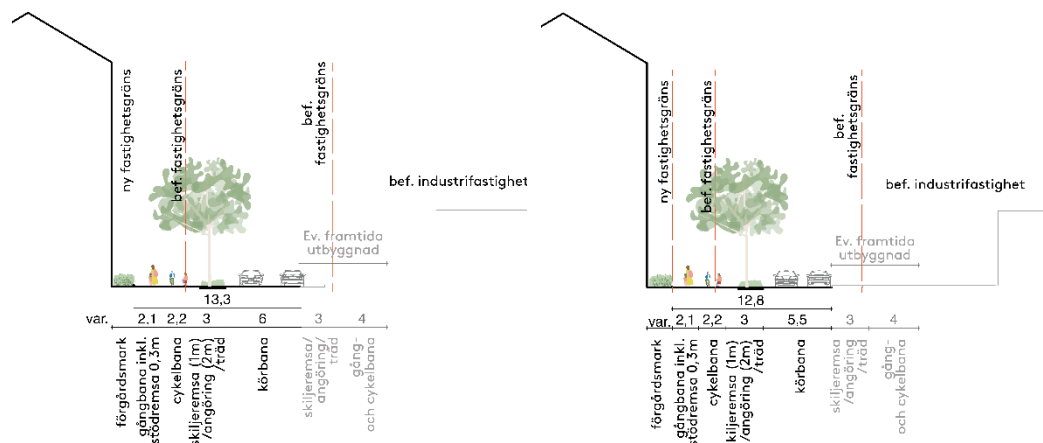 ny fastighetsgräns
bef. fastighetsgräns
bef.
fastighetsgräns
bef. industrifastighet
Ev. framtida
utbyggnad
13,3
var.
2,1
2,2
3
6
3
4
förgårdsmark
gångbana inkl.
stödremsa 0,3m
cykelbana
skiljeremsa (1m)
/angöring (2m)
/träd
körbana
skiljeremsa/
angöring/
träd
gång-
och cykelbana
ny fastighetsgräns
bef. fastighetsgräns
bef.
fastighetsgräns
bef. industrifastighet
Ev. framtida
utbyggnad
12,8
var.
2,1
2,2
3
5,5
3
4
förgårdsmark
gångbana inkl.
stödremsa 0,3m
cykelbana
skiljeremsa (1m)
/angöring (2m)
/träd
körbana
skiljeremsa
/angöring
/träd
gång-
och cykelbana